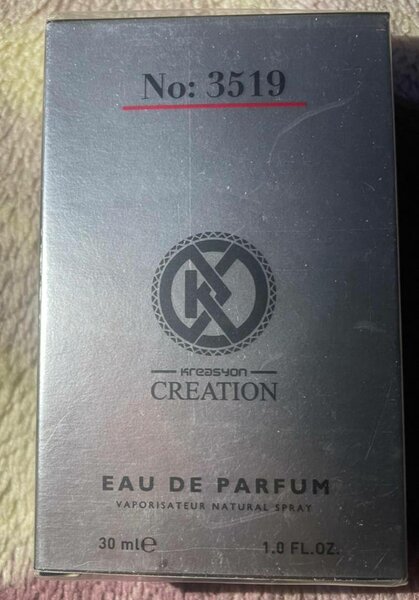 No: 3519
K
KREASYON
CREATION
EAU DE PARFUM
VAPORISATEUR NATURAL SPRAY
30 ml℮ 1.0 FL.OZ.